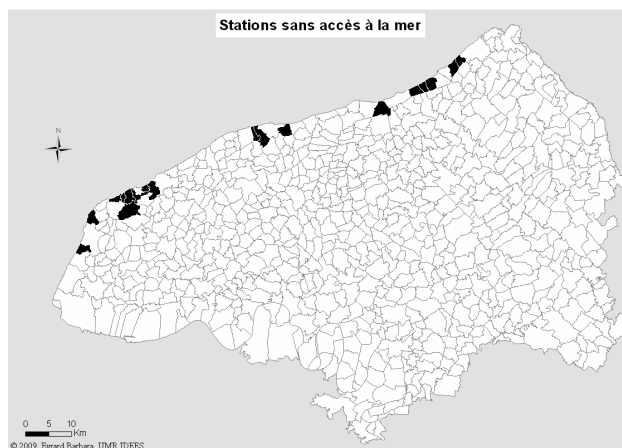 Stations sans accès à la mer
N
0 5 10
Km
© 2009, Evrard Barbara, UMR IDEES